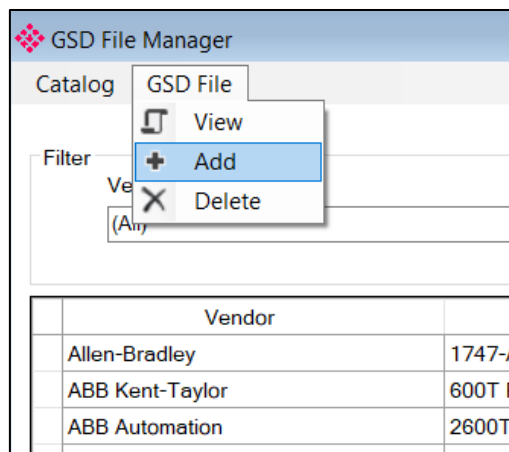 GSD File Manager
Catalog GSD File
View
Filter
Add
Delete
(All)
Vendor
Allen-Bradley 1747-
ABB Kent-Taylor 600T
ABB Automation 2600T